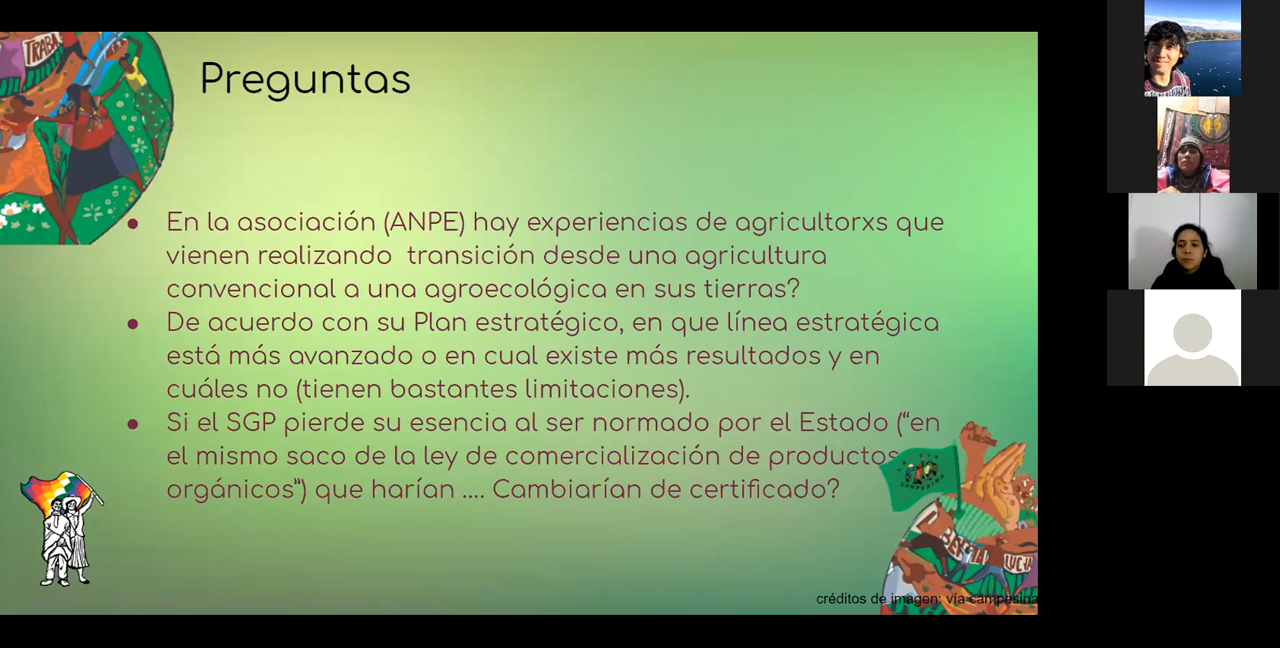 TRABA
Preguntas
● En la asociación (ANPE) hay experiencias de agricultorxs que
vienen realizando transición desde una agricultura
convencional a una agroecológica en sus tierras?
● De acuerdo con su Plan estratégico, en que línea estratégica
está más avanzado o en cual existe más resultados y en
cuáles no (tienen bastantes limitaciones).
● Si el SGP pierde su esencia al ser normado por el Estado (“en
el mismo saco de la ley de comercialización de productos
orgánicos”) que harían .... Cambiarían de certificado?
VIA
CAMPESINA
LUCHA
créditos de imagen: vía campesina